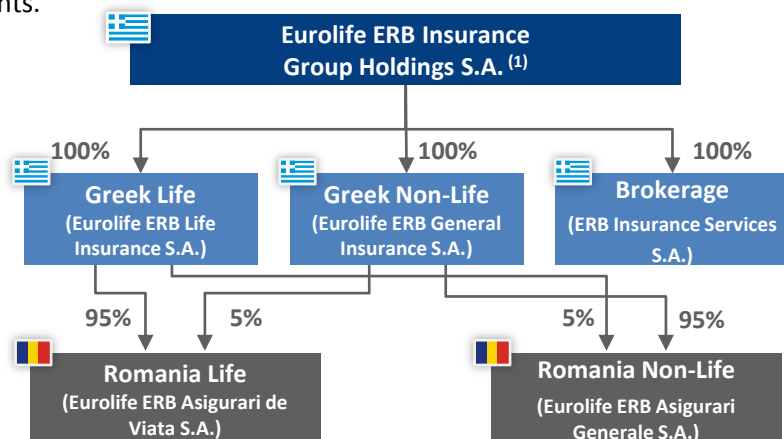 nts.
Eurolife ERB Insurance
Group Holdings S.A. (1)
100%
100%
100%
Greek Life
(Eurolife ERB Life
Insurance S.A.)
Greek Non-Life
(Eurolife ERB General
Insurance S.A.)
Brokerage
(ERB Insurance Services
S.A.)
95%
5%
5%
95%
Romania Life
(Eurolife ERB Asigurari de
Viata S.A.)
Romania Non-Life
(Eurolife ERB Asigurari
Generale S.A.)